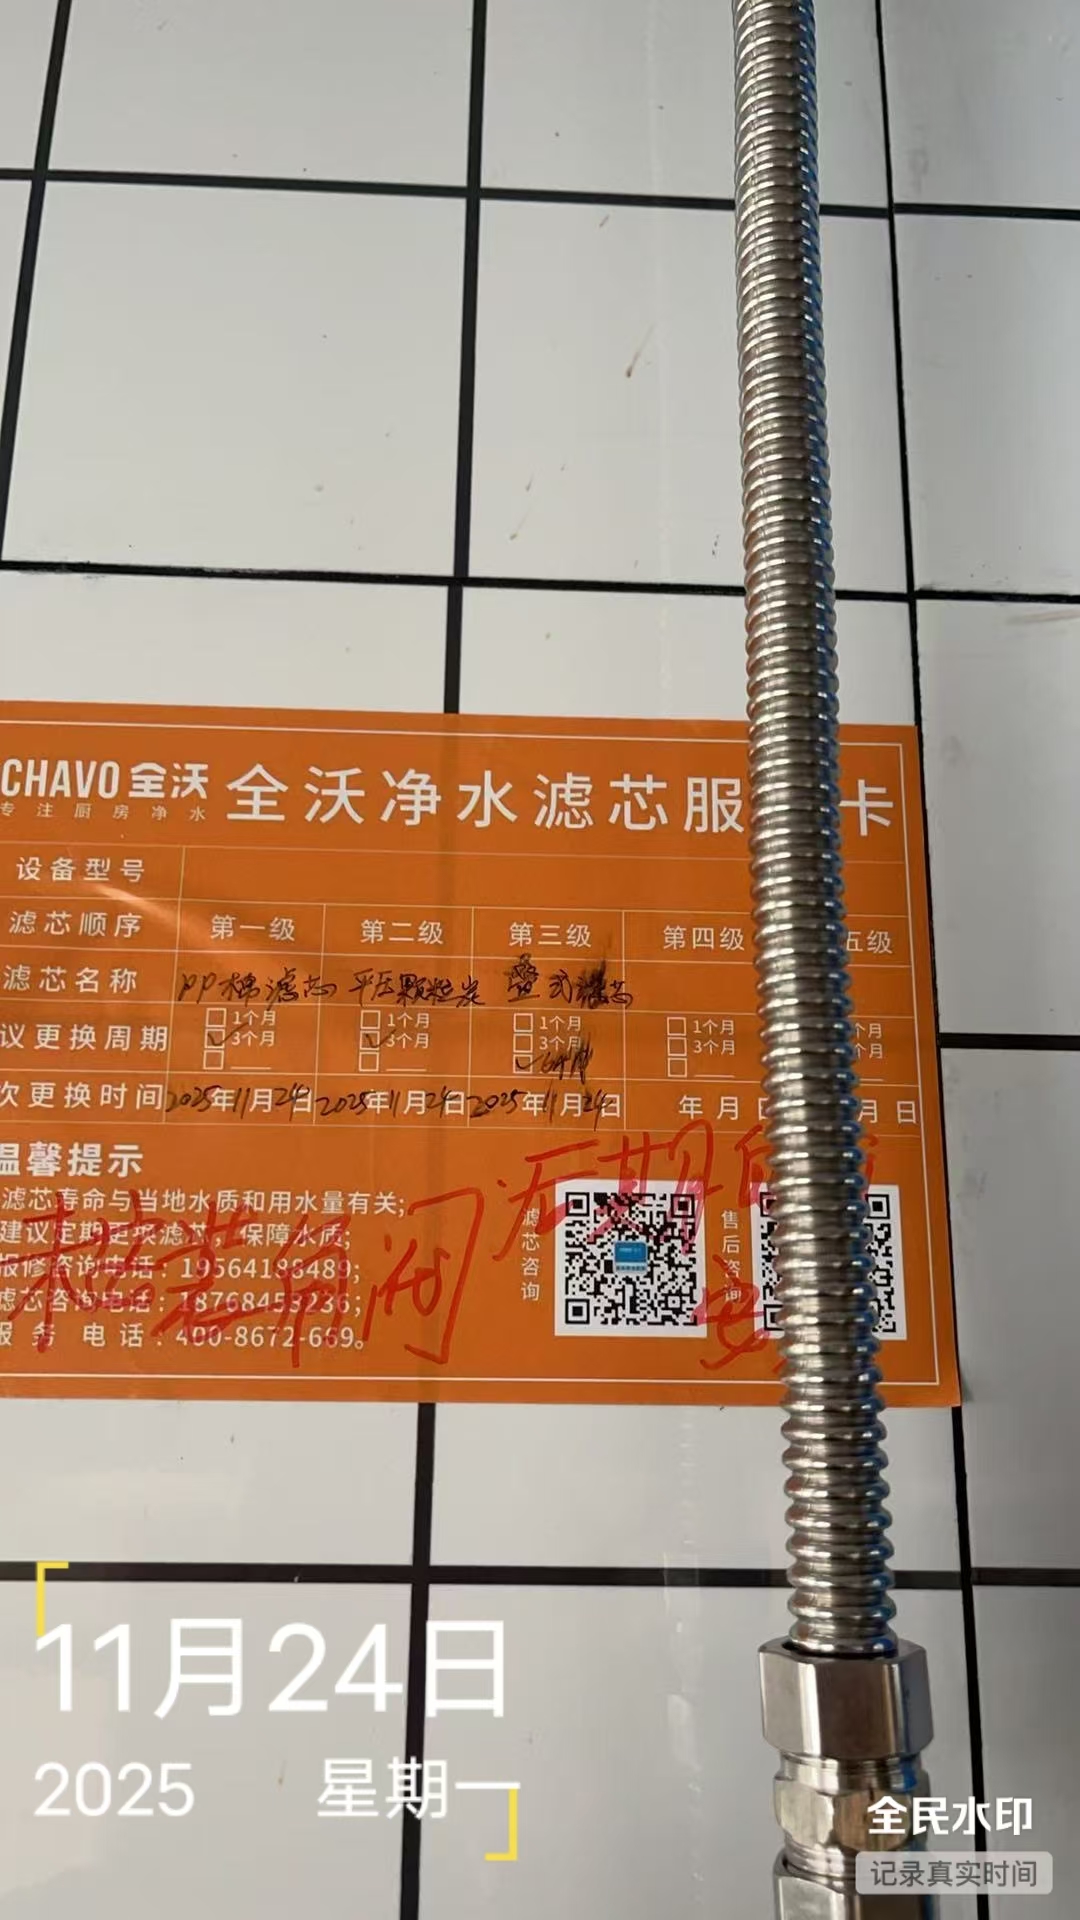 CHAVO 全沃
专注厨房净水
全沃净水滤芯服 卡
设备型号
滤芯顺序 第一级 第二级 第三级 第四级 五级
滤芯名称 PP棉滤芯 平压颗粒炭 叠式滤芯
议更换周期 1个月 1个月 1个月 1个月 个月
3个月 3个月 3个月 3个月 个月
6个月
次更换时间 2025年11月24日 2025年11月24日 2025年11月24日 年 月 月 日
温馨提示
滤芯寿命与当地水质和用水量有关;
建议定期更换滤芯,保障水质;
报修咨询电话:19564188489;
滤芯咨询电话:18768453236;
服务电话:400-8672-669。
滤芯咨询
售后咨询
后期
阀
11月24日
2025 星期一
全民水印
记录真实时间